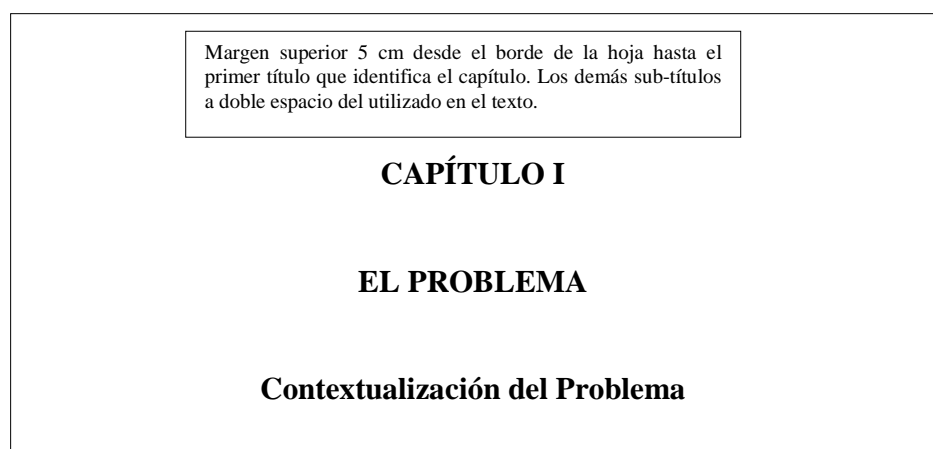 Margen superior 5 cm desde el borde de la hoja hasta el
primer título que identifica el capítulo. Los demás sub-títulos
a doble espacio del utilizado en el texto.
CAPÍTULO I
EL PROBLEMA
Contextualización del Problema